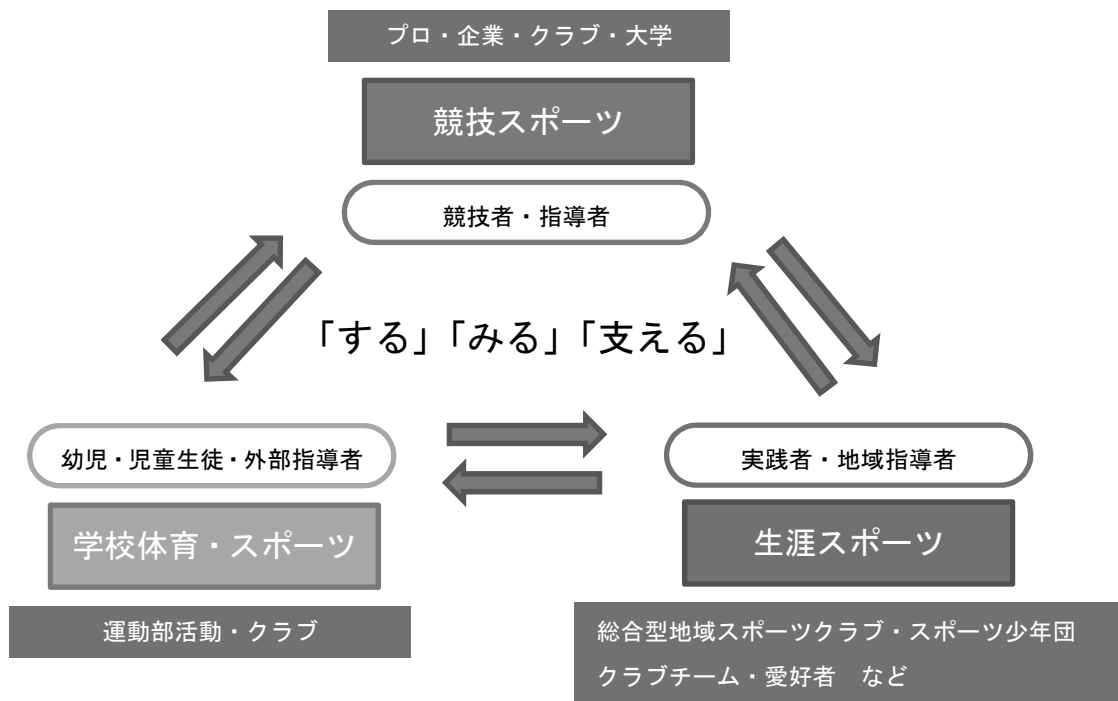 プロ・企業・クラブ・大学
競技スポーツ
競技者・指導者
「する」「みる」「支える」
幼児・児童生徒・外部指導者
学校体育・スポーツ
運動部活動・クラブ
実践者・地域指導者
生涯スポーツ
総合型地域スポーツクラブ・スポーツ少年団
クラブチーム・愛好者　など